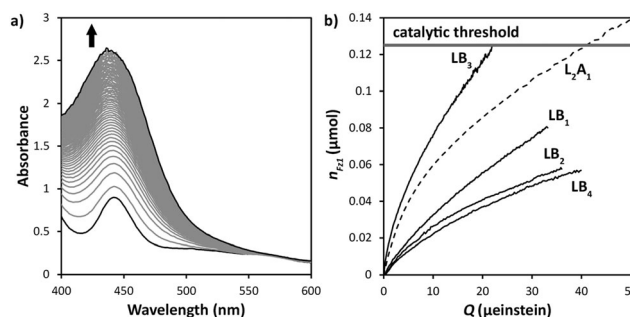 a)
3
2.5
2
1.5
1
0.5
0
Absorbance
400 450 500 550 600
Wavelength (nm)
b)
0.14
0.12
0.10
0.08
0.06
0.04
0.02
0
nFz1 (μmol)
catalytic threshold
LB3
L2A1
LB1
LB2
LB4
0 10 20 30 40 50
Q (μeinstein)